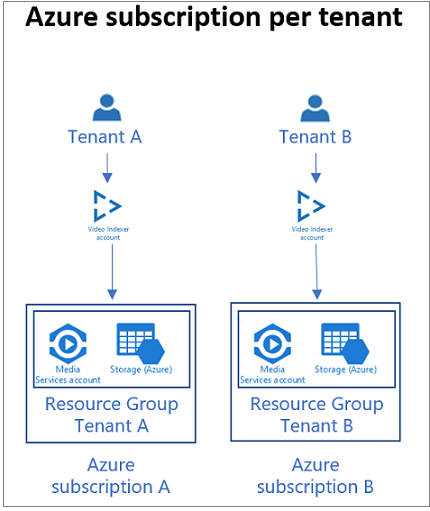 Azure subscription per tenant
Tenant A
Tenant B
Video Indexer
account
Video Indexer
account
Media
Services account
Storage (Azure)
Resource Group
Tenant A
Media
Services account
Storage (Azure)
Resource Group
Tenant B
Azure
subscription A
Azure
subscription B